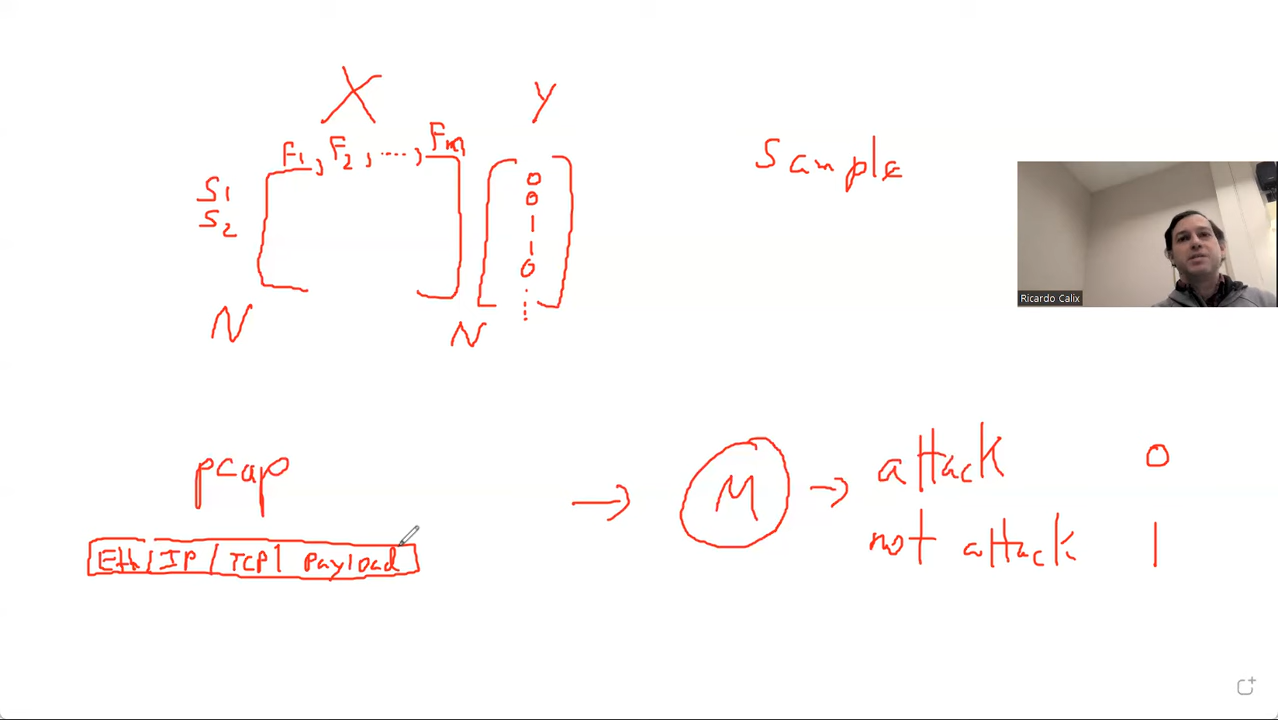 X Y
F1, F2, ...., Fm
S1
S2
0
0
1
1
0
N N
Sample
Ricardo Calix
pcap
Eth/IP/TCP| payload
M
attack 0
not attack 1